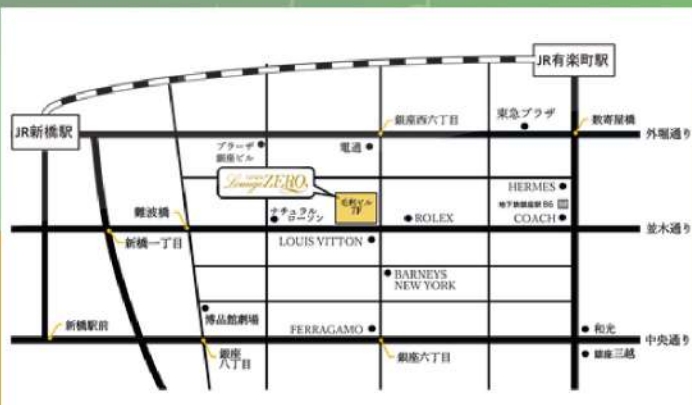 JR有楽町駅
JR新橋駅
銀座西六丁目
東急プラザ
数寄屋橋
外堀通り
プラーザ
銀座ビル
電通
Lounge ZERO
毛利ビル
7F
HERMES
地下鉄銀座駅 B6
COACH
難波橋
ナチュラル
ローソン
ROLEX
並木通り
新橋一丁目
LOUIS VITTON
BARNEYS
NEW YORK
博品館劇場
新橋駅前
FERRAGAMO
和光
中央通り
銀座
八丁目
銀座六丁目
銀座三越